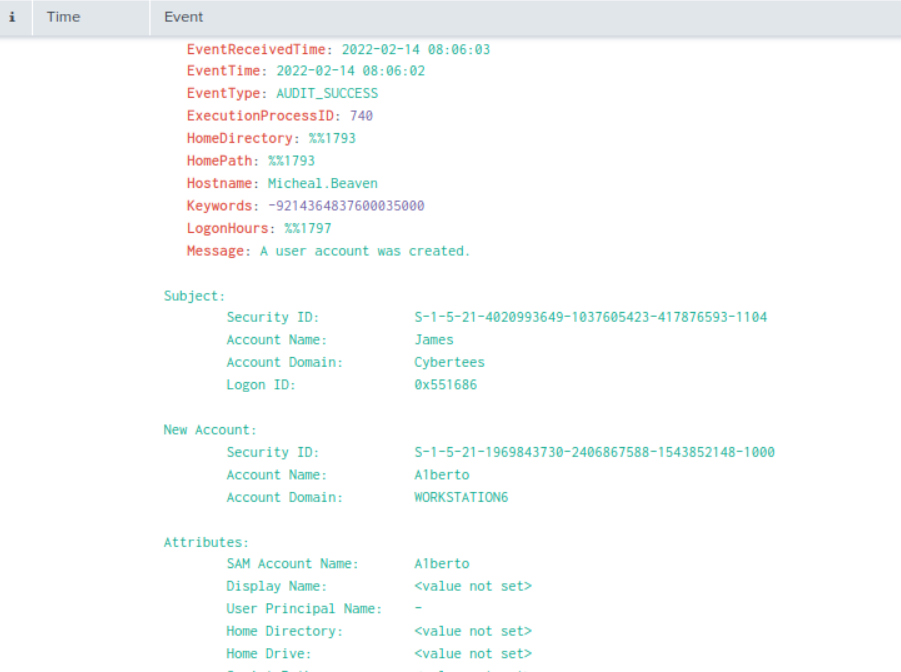 i Time Event
EventReceivedTime: 2022-02-14 08:06:03
EventTime: 2022-02-14 08:06:02
EventType: AUDIT_SUCCESS
ExecutionProcessID: 740
HomeDirectory: %%1793
HomePath: %%1793
Hostname: Micheal.Beaven
Keywords: -9214364837600035000
LogonHours: %%1797
Message: A user account was created.
Subject:
Security ID: S-1-5-21-4020993649-1037605423-417876593-1104
Account Name: James
Account Domain: Cybertees
Logon ID: 0x551686
New Account:
Security ID: S-1-5-21-1969843730-2406867588-1543852148-1000
Account Name: A1berto
Account Domain: WORKSTATION6
Attributes:
SAM Account Name: A1berto
Display Name: <value not set>
User Principal Name: -
Home Directory: <value not set>
Home Drive: <value not set>